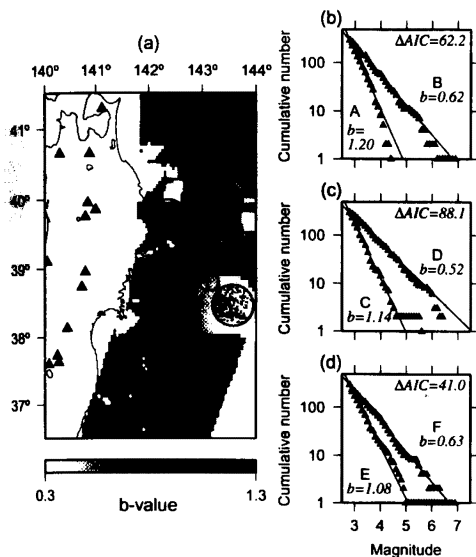 (a)
140° 141° 142° 143° 144°
41°
40°
39°
38°
37°
0.3 1.3
b-value
(b)
ΔAIC=62.2
Cumulative number
100
10
1
A
b=
1.20
B
b=0.62
(c)
ΔAIC=88.1
Cumulative number
100
10
1
C
b=1.14
D
b=0.52
(d)
ΔAIC=41.0
Cumulative number
100
10
1
E
b=1.08
F
b=0.63
3 4 5 6 7
Magnitude